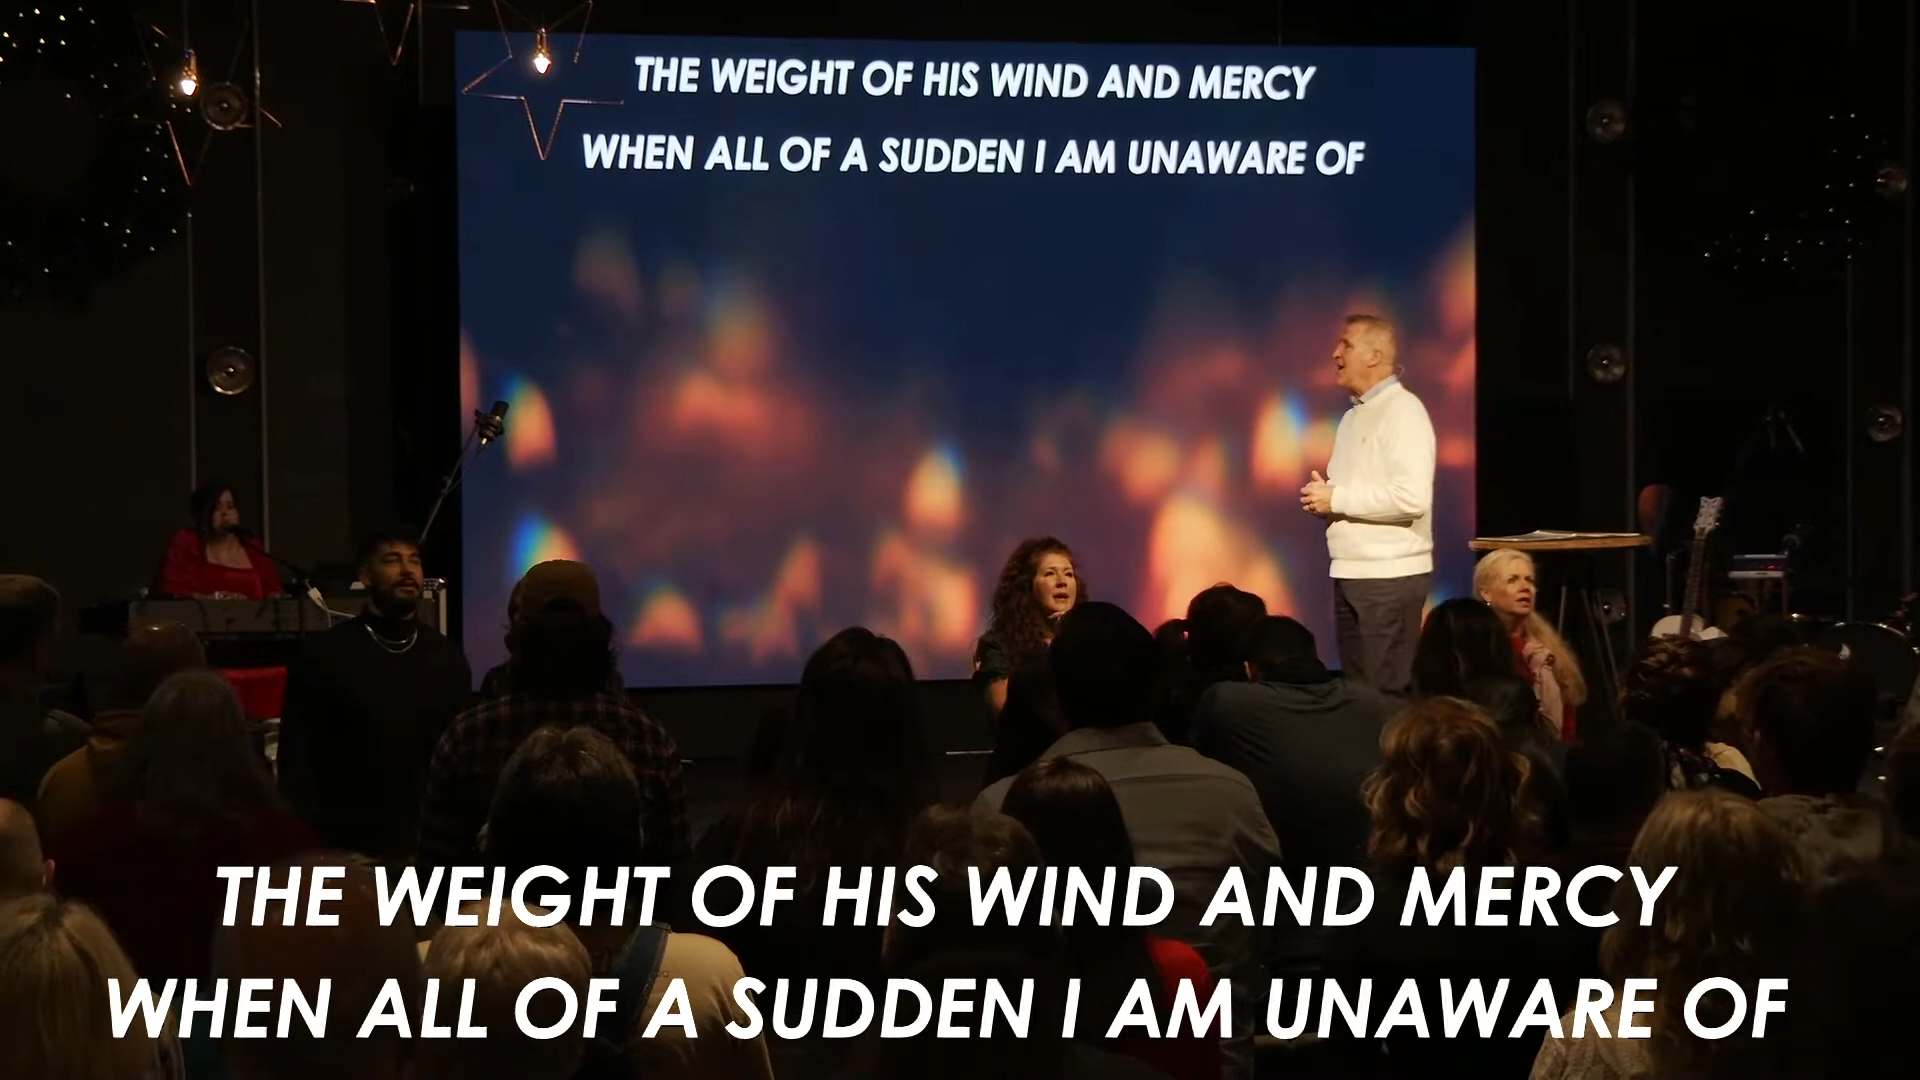 THE WEIGHT OF HIS WIND AND MERCY
WHEN ALL OF A SUDDEN I AM UNAWARE OF
THE WEIGHT OF HIS WIND AND MERCY
WHEN ALL OF A SUDDEN I AM UNAWARE OF